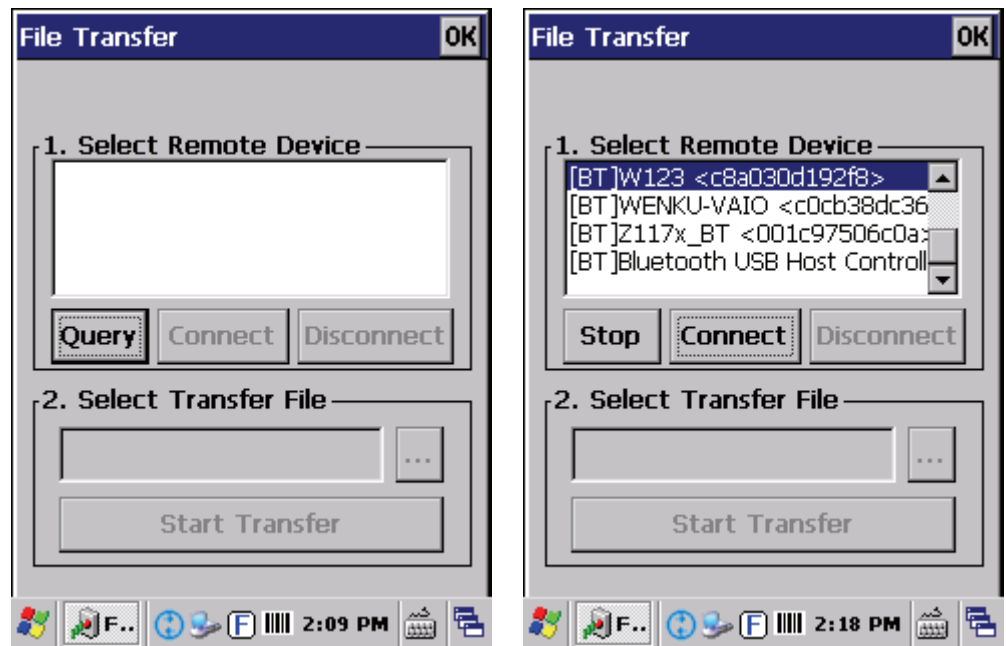 File Transfer OK
1. Select Remote Device
Query Connect Disconnect
2. Select Transfer File
...
Start Transfer
F.. F 2:09 PM
File Transfer OK
1. Select Remote Device
[BT]W123 <c8a030d192f8>
[BT]WENKU-VAIO <c0cb38dc36
[BT]Z117x_BT <001c97506c0a>
[BT]Bluetooth USB Host Controll
Stop Connect Disconnect
2. Select Transfer File
...
Start Transfer
F.. F 2:18 PM